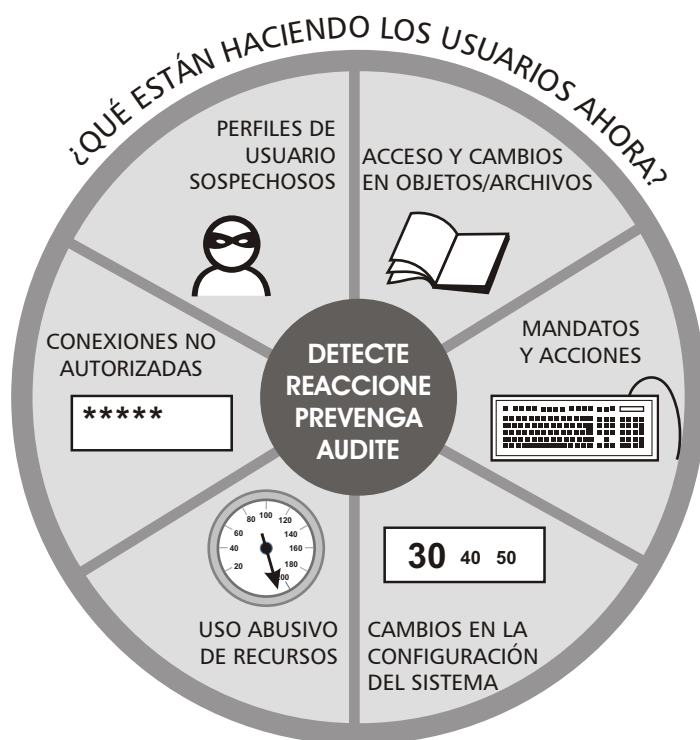 ¿QUÉ ESTÁN HACIENDO LOS USUARIOS AHORA?
PERFILES DE
USUARIO
SOSPECHOSOS
ACCESO Y CAMBIOS
EN OBJETOS/ARCHIVOS
CONEXIONES NO
AUTORIZADAS
*****
DETECTE
REACCIONE
PREVENGA
AUDITE
MANDATOS
Y ACCIONES
20
40
60
80
100
120
140
160
180
200
USO ABUSIVO
DE RECURSOS
30 40 50
CAMBIOS EN LA
CONFIGURACIÓN
DEL SISTEMA